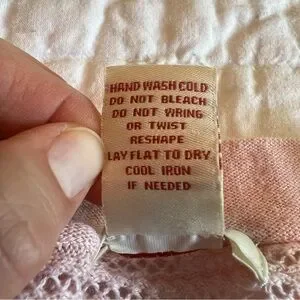 HAND WASH COLD
DO NOT BLEACH
DO NOT WRING
OR TWIST
RESHAPE
LAY FLAT TO DRY
COOL IRON
IF NEEDED